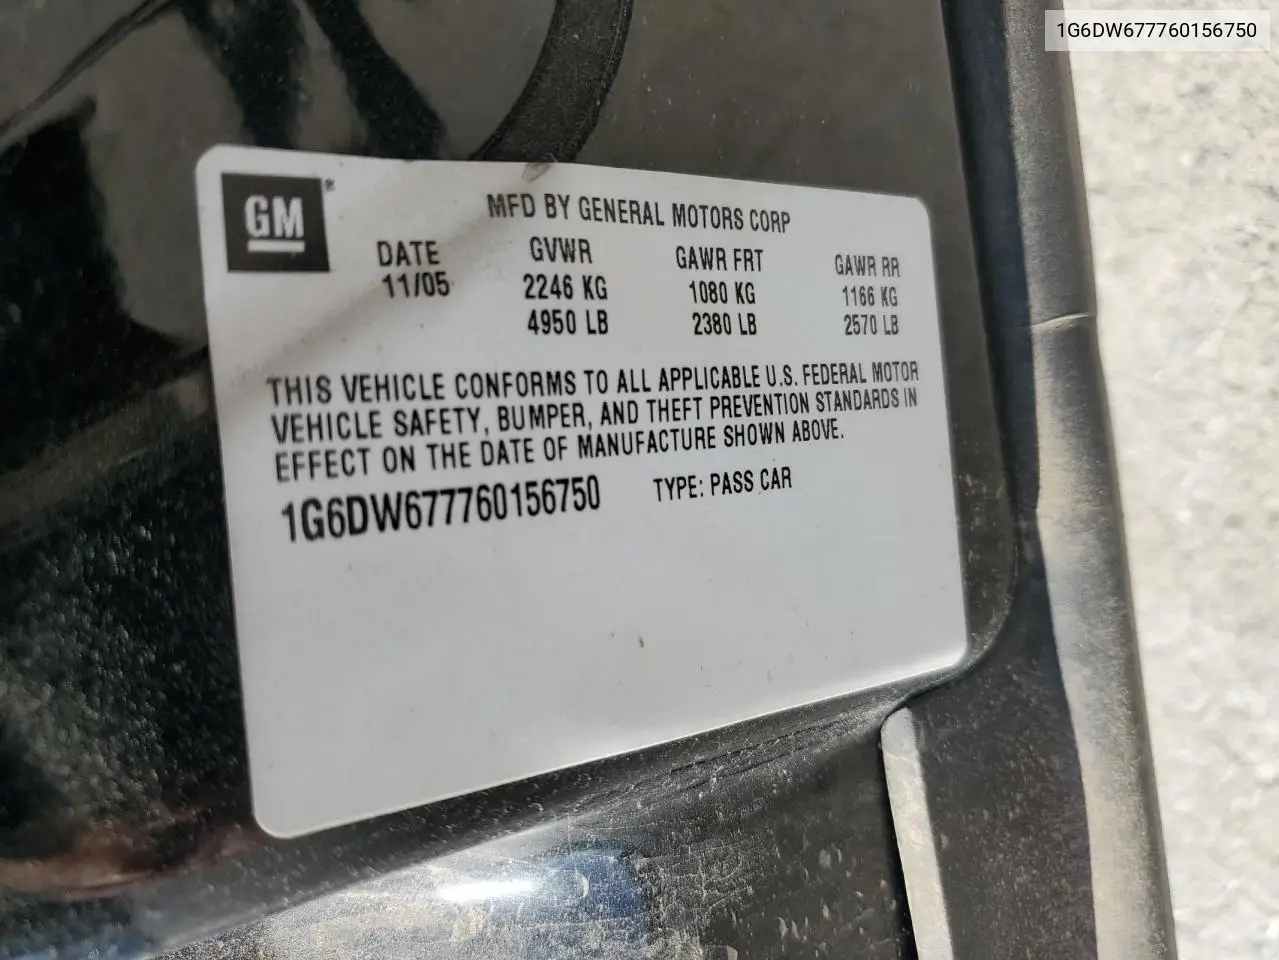 1G6DW677760156750
GM®
MFD BY GENERAL MOTORS CORP
DATE GVWR GAWR FRT GAWR RR
11/05 2246 KG 1080 KG 1166 KG
4950 LB 2380 LB 2570 LB
THIS VEHICLE CONFORMS TO ALL APPLICABLE U.S. FEDERAL MOTOR
VEHICLE SAFETY, BUMPER, AND THEFT PREVENTION STANDARDS IN
EFFECT ON THE DATE OF MANUFACTURE SHOWN ABOVE.
1G6DW677760156750 TYPE: PASS CAR